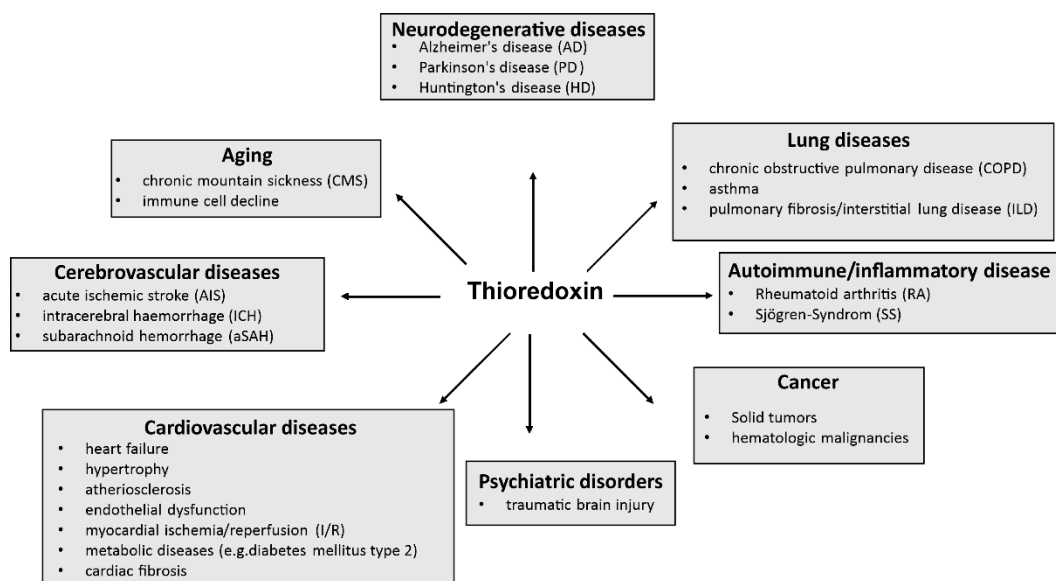 Neurodegenerative diseases
• Alzheimer's disease (AD)
• Parkinson's disease (PD)
• Huntington's disease (HD)
Lung diseases
• chronic obstructive pulmonary disease (COPD)
• asthma
• pulmonary fibrosis/interstitial lung disease (ILD)
Aging
• chronic mountain sickness (CMS)
• immune cell decline
Cerebrovascular diseases
• acute ischemic stroke (AIS)
• intracerebral haemorrhage (ICH)
• subarachnoid hemorrhage (aSAH)
Thioredoxin
Autoimmune/inflammatory disease
• Rheumatoid arthritis (RA)
• Sjögren-Syndrom (SS)
Cancer
• Solid tumors
• hematologic malignancies
Cardiovascular diseases
• heart failure
• hypertrophy
• atheriosclerosis
• endothelial dysfunction
• myocardial ischemia/reperfusion (I/R)
• metabolic diseases (e.g.diabetes mellitus type 2)
• cardiac fibrosis
Psychiatric disorders
• traumatic brain injury